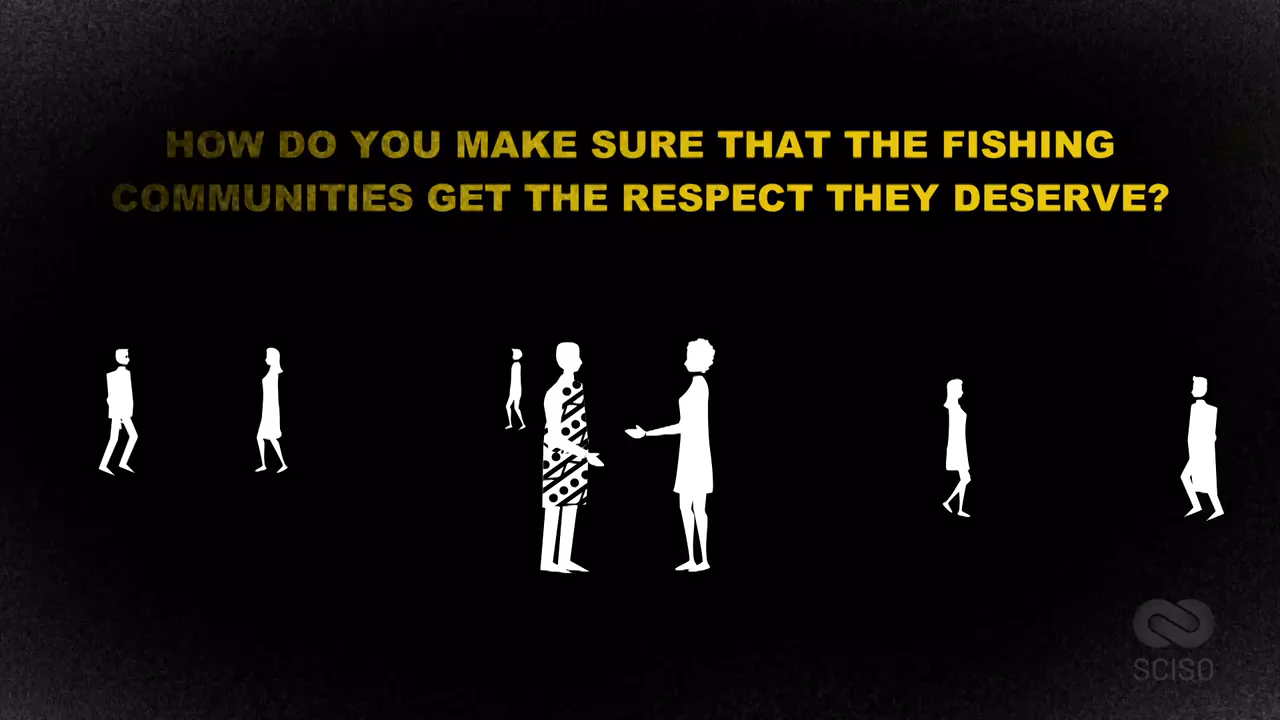 HOW DO YOU MAKE SURE THAT THE FISHING
COMMUNITIES GET THE RESPECT THEY DESERVE?
SCISO